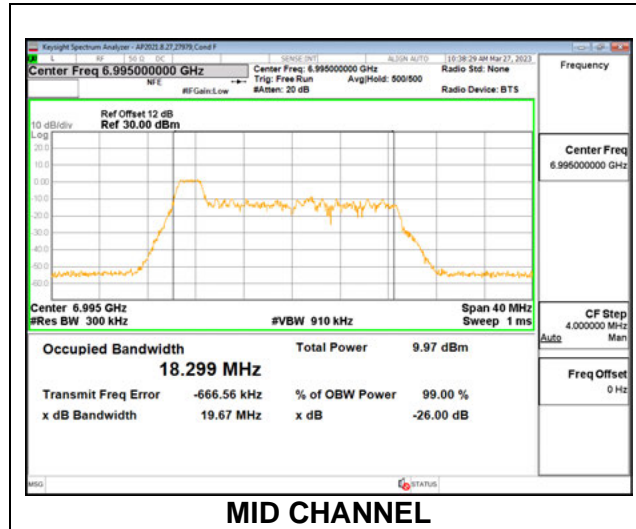 Keysight Spectrum Analyzer - AP2021.8.27,27979,Cond F
L RF 50 Ω DC SENSE:INT ALIGN AUTO 10:38:29 AM Mar 27, 2023
Center Freq 6.995000000 GHz Center Freq: 6.995000000 GHz Radio Std: None Frequency
NFE Trig: Free Run Avg|Hold: 500/500
#IFGain:Low #Atten: 20 dB Radio Device: BTS
Ref Offset 12 dB
10 dB/div Ref 30.00 dBm
Log
20.0
10.0
0.00
-10.0
-20.0
-30.0
-40.0
-50.0
-60.0
Center Freq
6.995000000 GHz
Center 6.995 GHz Span 40 MHz
#Res BW 300 kHz #VBW 910 kHz Sweep 1 ms
CF Step
4.000000 MHz
Auto Man
Occupied Bandwidth Total Power 9.97 dBm
18.299 MHz
Freq Offset
0 Hz
Transmit Freq Error -666.56 kHz % of OBW Power 99.00 %
x dB Bandwidth 19.67 MHz x dB -26.00 dB
MSG STATUS
MID CHANNEL